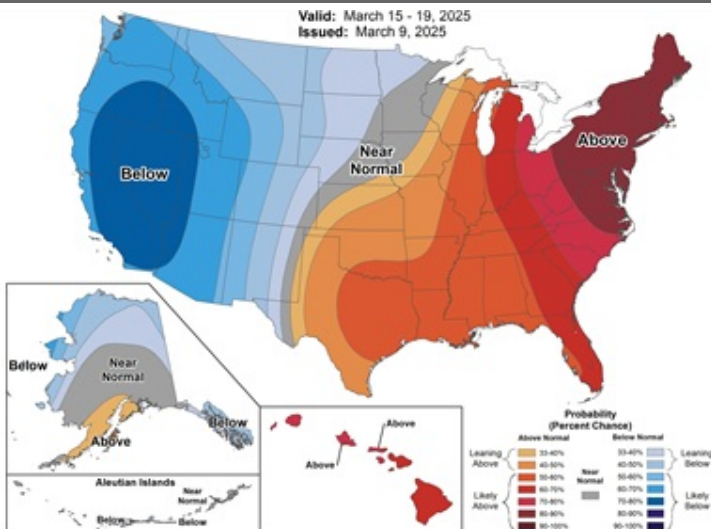 Valid: March 15 - 19, 2025
Issued: March 9, 2025
Below
Near
Normal
Above
Below
Near
Normal
Above
Below
Above
Above
Aleutian Islands
Near
Normal
Below
Below
Probability
(Percent Chance)
Above Normal
Below Normal
Leaning
Above
Likely
Above
33-40%
40-50%
50-60%
60-70%
70-80%
80-90%
90-100%
Near
Normal
33-40%
40-50%
50-60%
60-70%
70-80%
80-90%
90-100%
Leaning
Below
Likely
Below